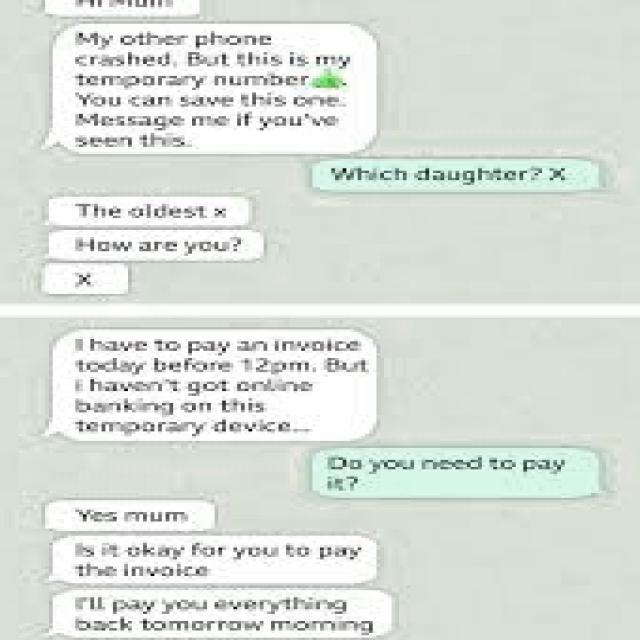 Hi Mum
My other phone
crashed. But this is my
temporary number.
You can save this one.
Message me if you've
seen this.
Which daughter? X
The oldest x
How are you?
X
I have to pay an invoice
today before 12pm. But
i haven't got online
banking on this
temporary device...
Do you need to pay
it?
Yes mum
Is it okay for you to pay
the invoice
I'll pay you everything
back tomorrow morning